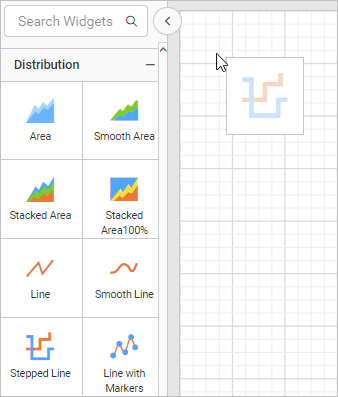 Search Widgets
Distribution
Area
Smooth Area
Stacked Area
Stacked
Area100%
Line
Smooth Line
Stepped Line
Line with
Markers